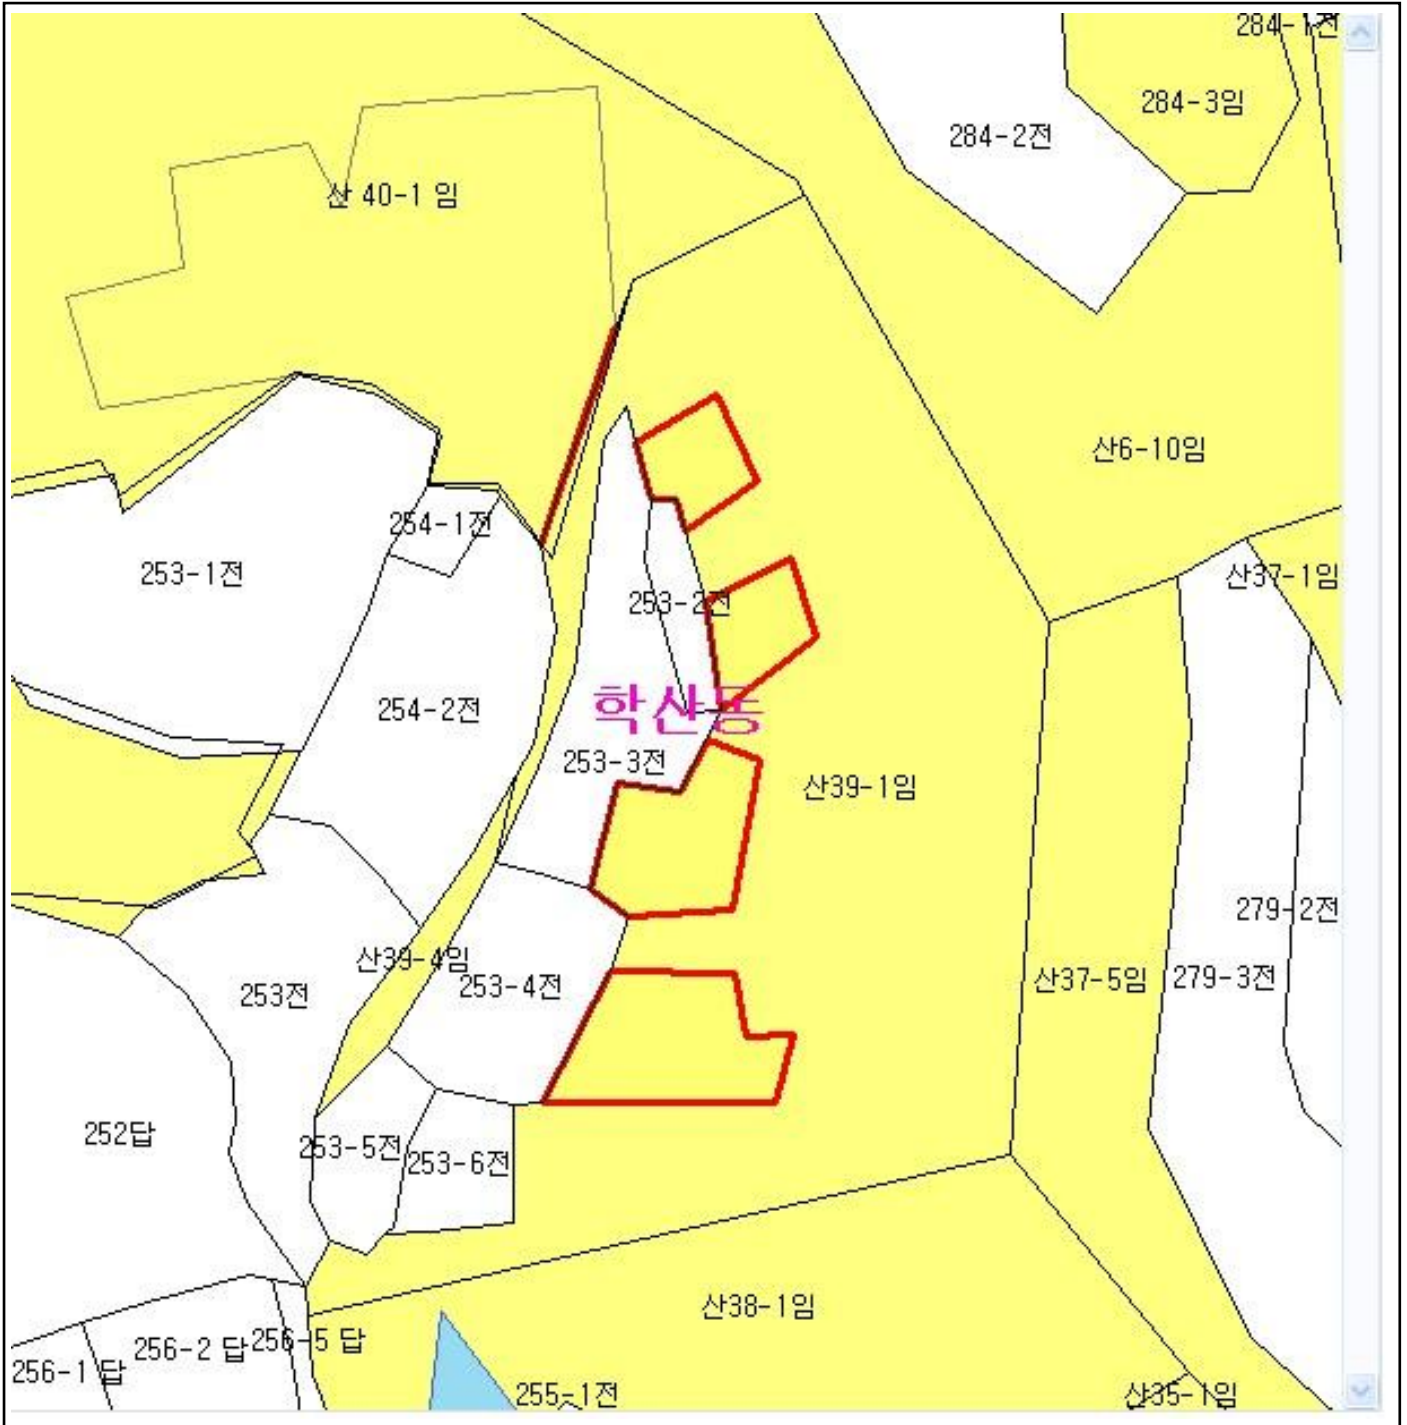 284-1전
284-3임
284-2전
산 40-1 임
산6-10임
254-1전
253-1전
산37-1임
253-2전
254-2전
학산동
253-3전
산39-1임
279-2전
산39-4임
253-4전
253전
산37-5임
279-3전
252답
253-5전
253-6전
산38-1임
256-5 답
256-2 답
256-1 답
255-1전
산35-1임